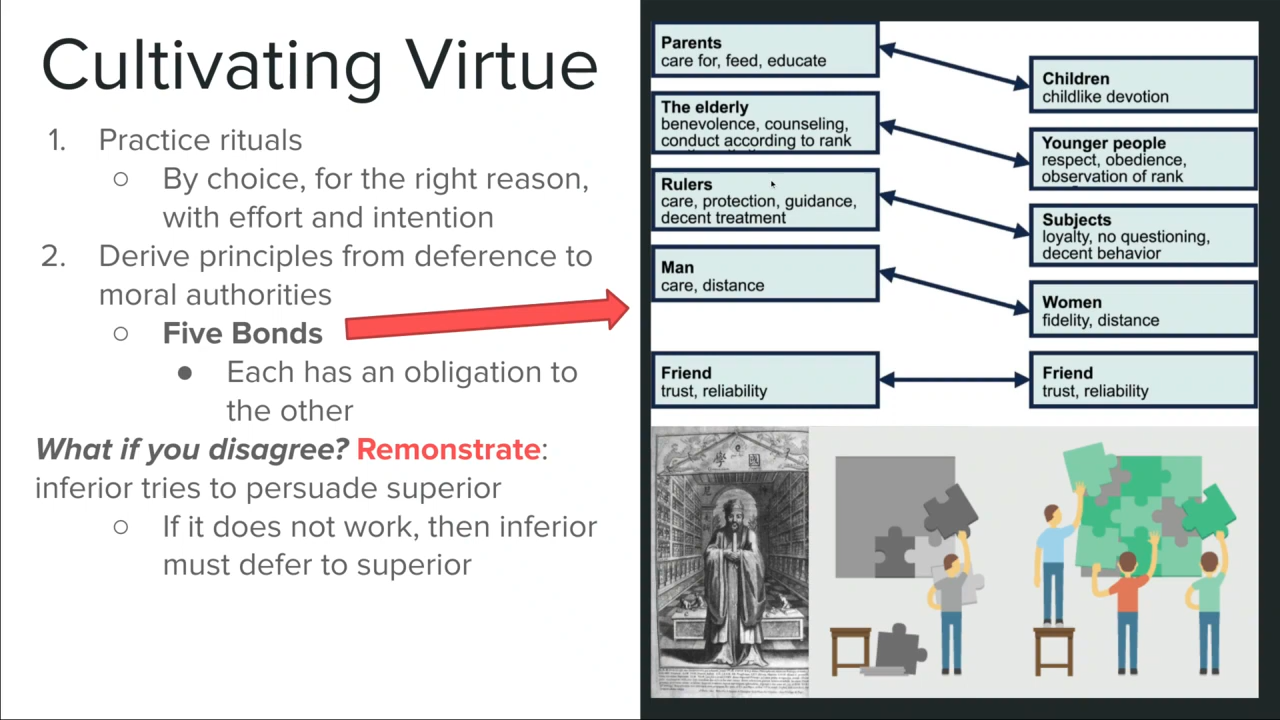 Cultivating Virtue
1. Practice rituals
○ By choice, for the right reason,
with effort and intention
2. Derive principles from deference to
moral authorities
○ Five Bonds
● Each has an obligation to
the other
What if you disagree? Remonstrate:
inferior tries to persuade superior
○ If it does not work, then inferior
must defer to superior
Parents
care for, feed, educate
Children
childlike devotion
The elderly
benevolence, counseling,
conduct according to rank
Younger people
respect, obedience,
observation of rank
Rulers
care, protection, guidance,
decent treatment
Subjects
loyalty, no questioning,
decent behavior
Man
care, distance
Women
fidelity, distance
Friend
trust, reliability
Friend
trust, reliability
學 國